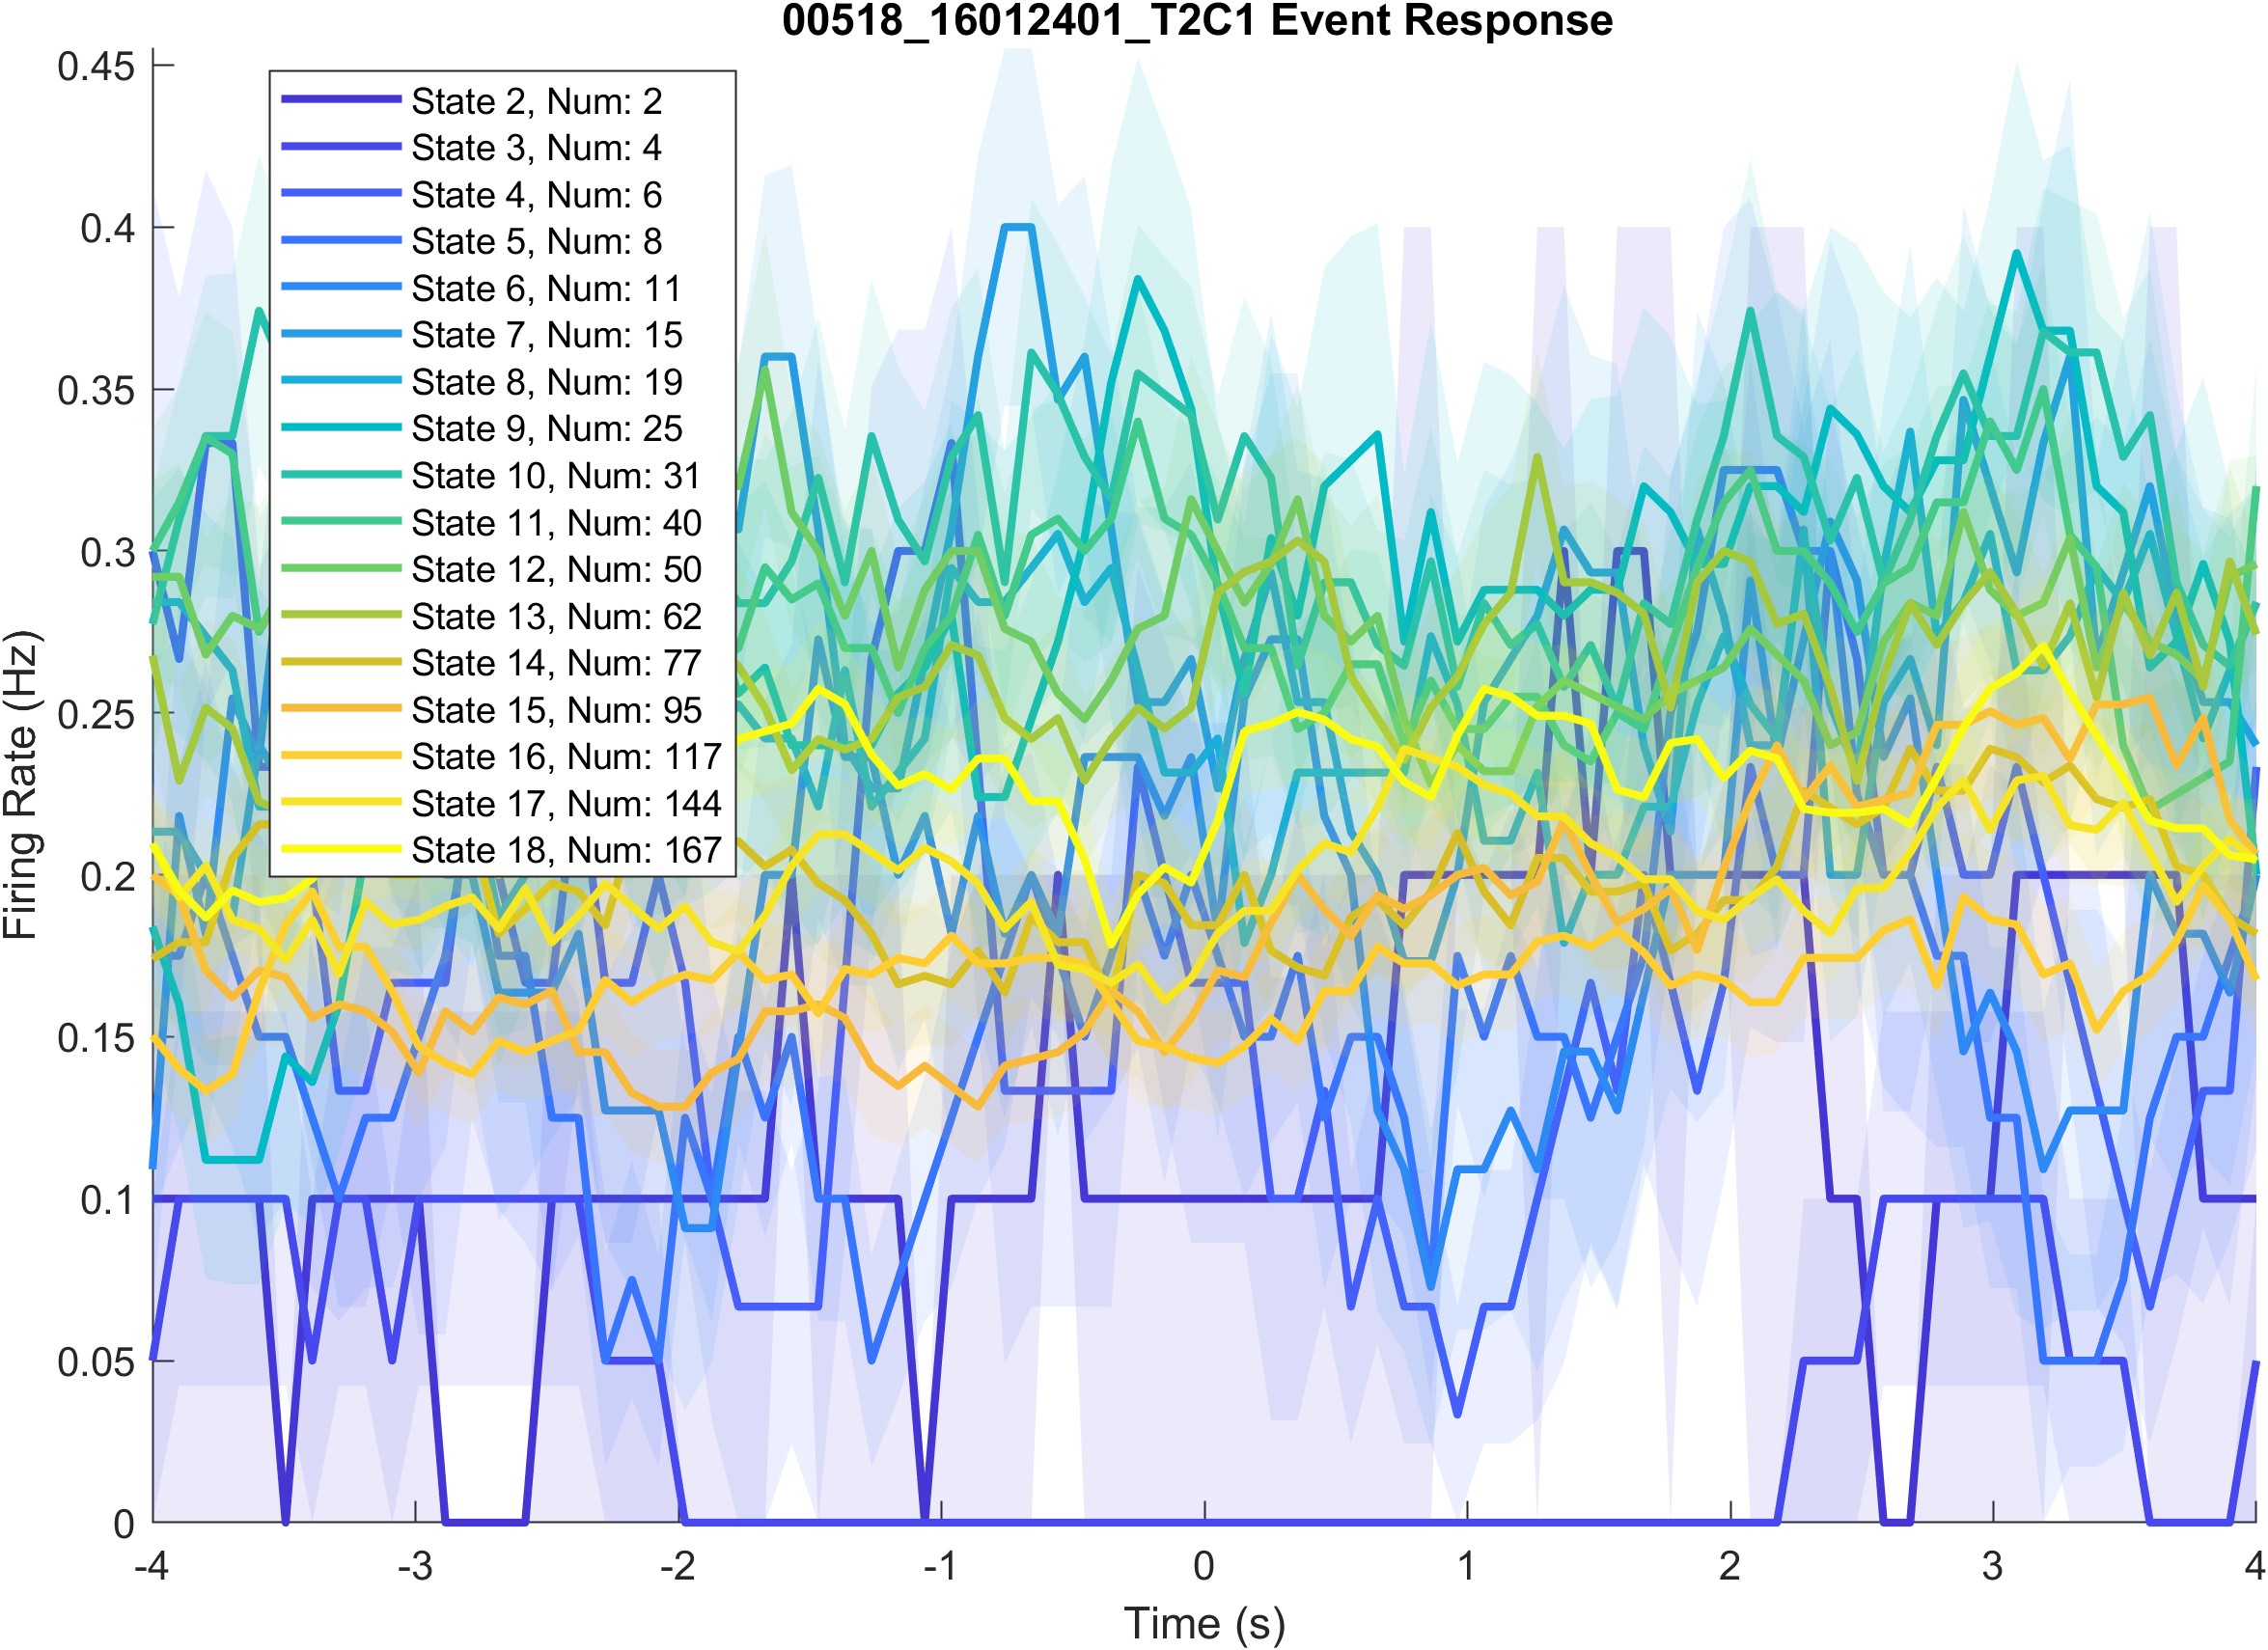 00518_16012401_T2C1 Event Response
0.45
0.4
0.35
0.3
0.25
0.2
0.15
0.1
0.05
0
Firing Rate (Hz)
State 2, Num: 2
State 3, Num: 4
State 4, Num: 6
State 5, Num: 8
State 6, Num: 11
State 7, Num: 15
State 8, Num: 19
State 9, Num: 25
State 10, Num: 31
State 11, Num: 40
State 12, Num: 50
State 13, Num: 62
State 14, Num: 77
State 15, Num: 95
State 16, Num: 117
State 17, Num: 144
State 18, Num: 167
-4 -3 -2 -1 0 1 2 3 4
Time (s)